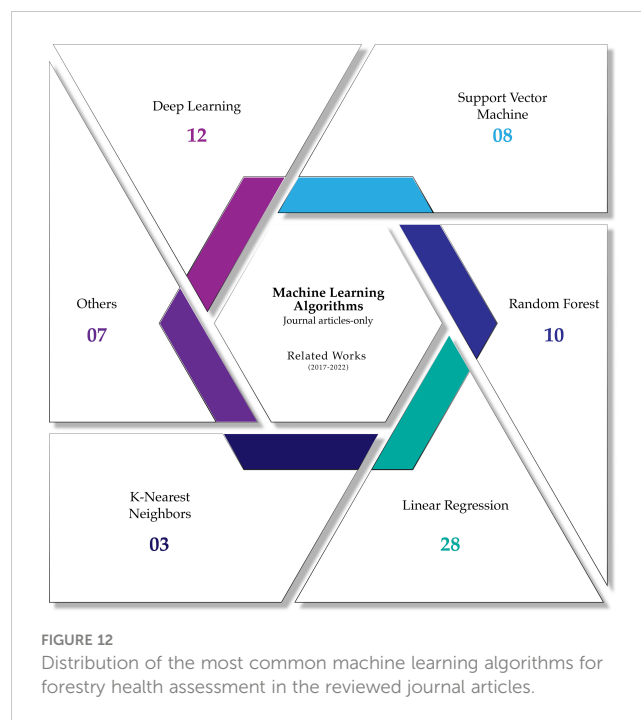 Deep Learning
12
Support Vector
Machine
08
Others
07
Machine Learning
Algorithms
Journal articles-only
Related Works
(2017-2022)
Random Forest
10
K-Nearest
Neighbors
03
Linear Regression
28
FIGURE 12
Distribution of the most common machine learning algorithms for
forestry health assessment in the reviewed journal articles.